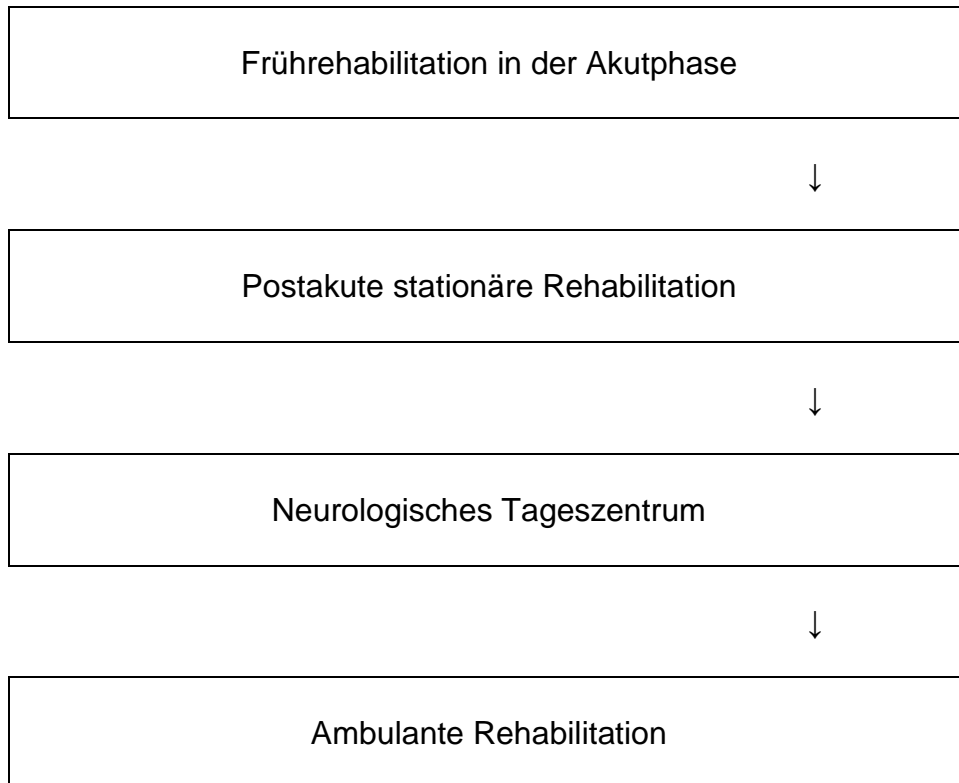 Frührehabilitation in der Akutphase
↓
Postakute stationäre Rehabilitation
↓
Neurologisches Tageszentrum
↓
Ambulante Rehabilitation